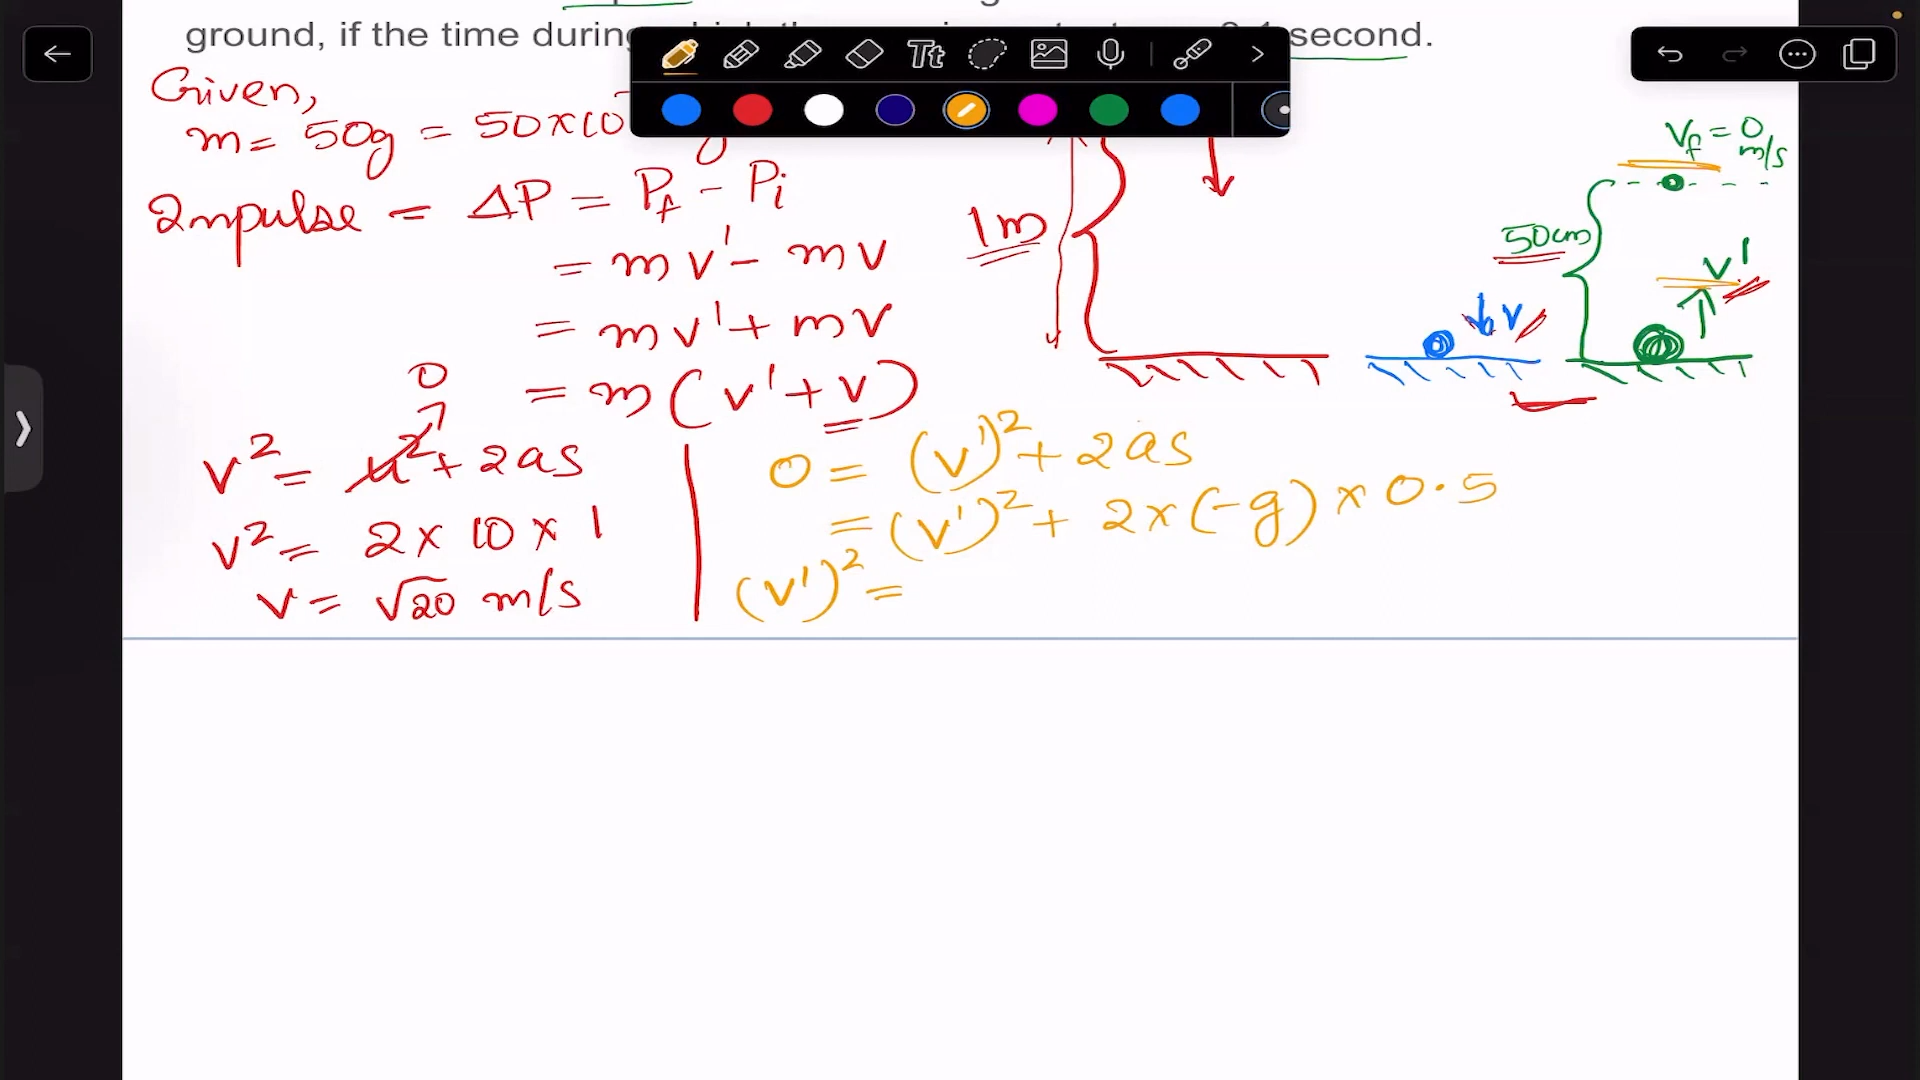 ground, if the time during second.
Given,
m = 50g = 50×10
Impulse = ΔP = Pf - Pi
= mv' - mv
= mv' + mv
= m(v' + v)
0
v² = u² + 2as
v² = 2 × 10 × 1
v = √20 m/s
0 = (v')² + 2as
= (v')² + 2×(-g) × 0.5
(v')² =
1m
v
50cm
Vf = 0 m/s
v'
Tt